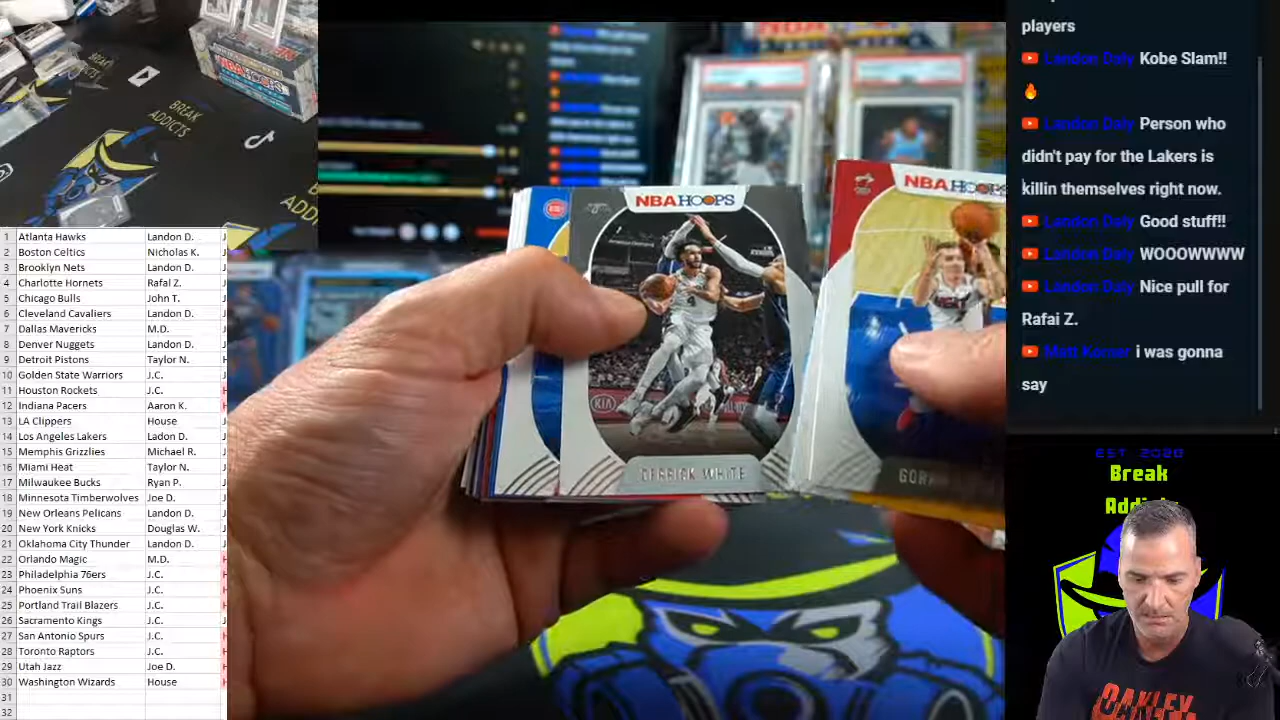 NBA HOOPS
BREAK
ADDICTS
1 Atlanta Hawks Landon D. J
2 Boston Celtics Nicholas K.
3 Brooklyn Nets Landon D. J
4 Charlotte Hornets Rafal Z.
5 Chicago Bulls John T.
6 Cleveland Cavaliers Landon D. J
7 Dallas Mavericks M.D.
8 Denver Nuggets Landon D. J
9 Detroit Pistons Taylor N. H
10 Golden State Warriors J.C. J
11 Houston Rockets J.C. H
12 Indiana Pacers Aaron K. H
13 LA Clippers House J
14 Los Angeles Lakers Ladon D. J
15 Memphis Grizzlies Michael R. J
16 Miami Heat Taylor N. H
17 Milwaukee Bucks Ryan P. J
18 Minnesota Timberwolves Joe D. J
19 New Orleans Pelicans Landon D. J
20 New York Knicks Douglas W. J
21 Oklahoma City Thunder Landon D. J
22 Orlando Magic M.D. H
23 Philadelphia 76ers J.C. H
24 Phoenix Suns J.C. H
25 Portland Trail Blazers J.C. H
26 Sacramento Kings J.C. J
27 San Antonio Spurs J.C. H
28 Toronto Raptors J.C. H
29 Utah Jazz Joe D. H
30 Washington Wizards House H
31
32
NBA HOOPS
KIA
DERRICK WHITE
NBA HOOPS
GOR
players
Landon Daly Kobe Slam!!
Landon Daly Person who
didn't pay for the Lakers is
killin themselves right now.
Landon Daly Good stuff!!
Landon Daly WOOOWWWW
Landon Daly Nice pull for
Rafai Z.
Matt Korner i was gonna
say
EST 2020
Break
OAKLEY